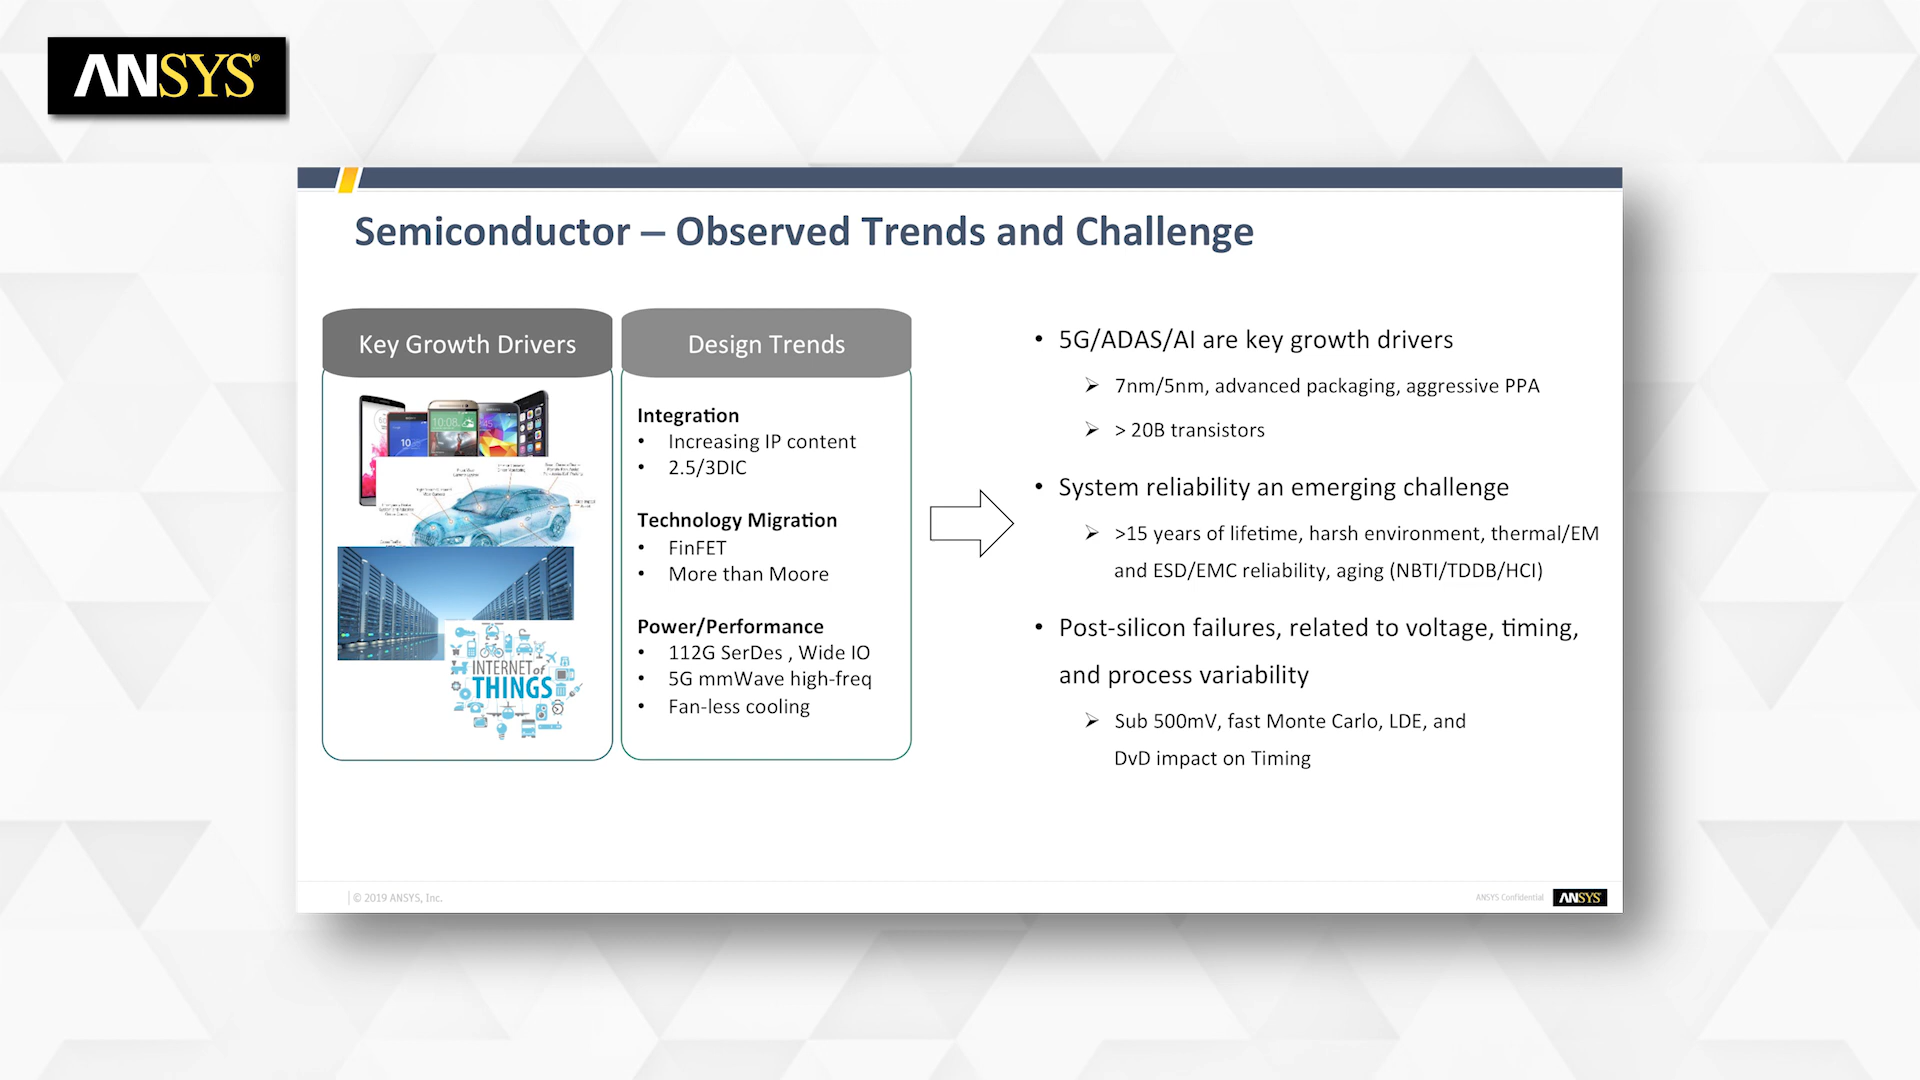 ANSYS®
Semiconductor – Observed Trends and Challenge
Key Growth Drivers
10:08
10
INTERNET of
THINGS
Design Trends
Integration
• Increasing IP content
• 2.5/3DIC
Technology Migration
• FinFET
• More than Moore
Power/Performance
• 112G SerDes , Wide IO
• 5G mmWave high-freq
• Fan-less cooling
• 5G/ADAS/AI are key growth drivers
➢ 7nm/5nm, advanced packaging, aggressive PPA
➢ > 20B transistors
• System reliability an emerging challenge
➢ >15 years of lifetime, harsh environment, thermal/EM
and ESD/EMC reliability, aging (NBTI/TDDB/HCI)
• Post-silicon failures, related to voltage, timing,
and process variability
➢ Sub 500mV, fast Monte Carlo, LDE, and
DvD impact on Timing
© 2019 ANSYS, Inc.
ANSYS Confidential
ANSYS